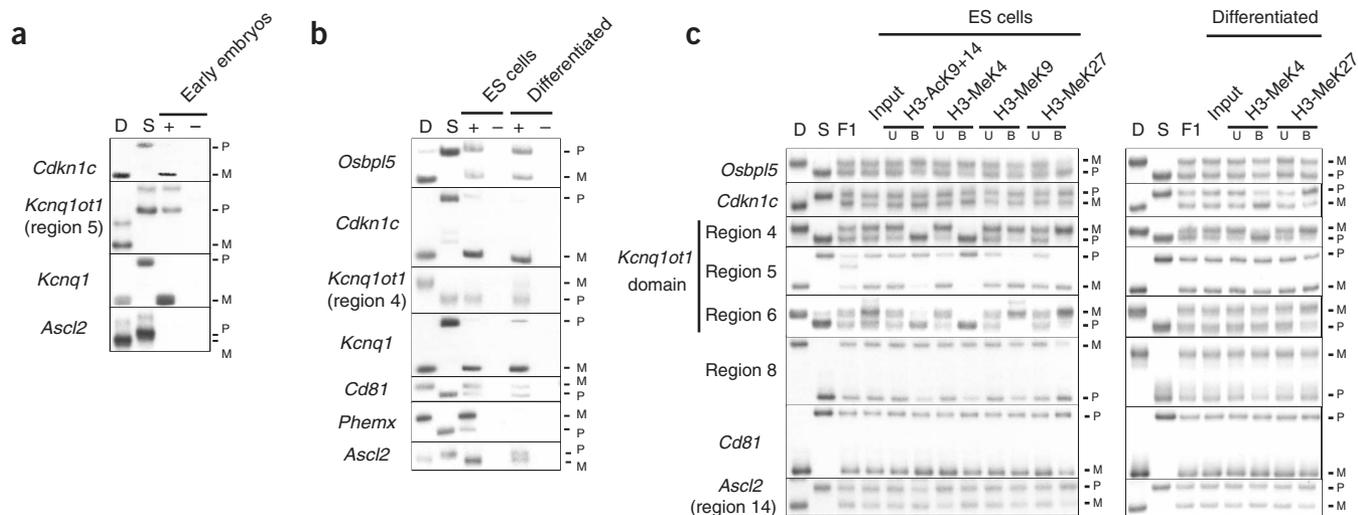 a
Early embryos
D S + –
Cdkn1c
P
M
Kcnq1ot1
(region 5)
P
M
Kcnq1
P
M
Ascl2
P
M
b
ES cells
Differentiated
D S + – + –
Osbpl5
P
M
Cdkn1c
P
M
Kcnq1ot1
(region 4)
M
P
Kcnq1
P
M
Cd81
M
P
Phemx
M
P
Ascl2
P
M
c
ES cells
Input
H3-AcK9+14
H3-MeK4
H3-MeK9
H3-MeK27
D S F1 U B U B U B U B
Osbpl5
M
P
Cdkn1c
P
M
Kcnq1ot1
domain
Region 4
M
P
Region 5
P
M
Region 6
M
P
Region 8
M
P
Cd81
P
M
Ascl2
(region 14)
P
M
Differentiated
Input
H3-MeK4
H3-MeK27
D S F1 U B U B
M
P
P
M
M
P
P
M
M
P
M
P
P
M
P
M